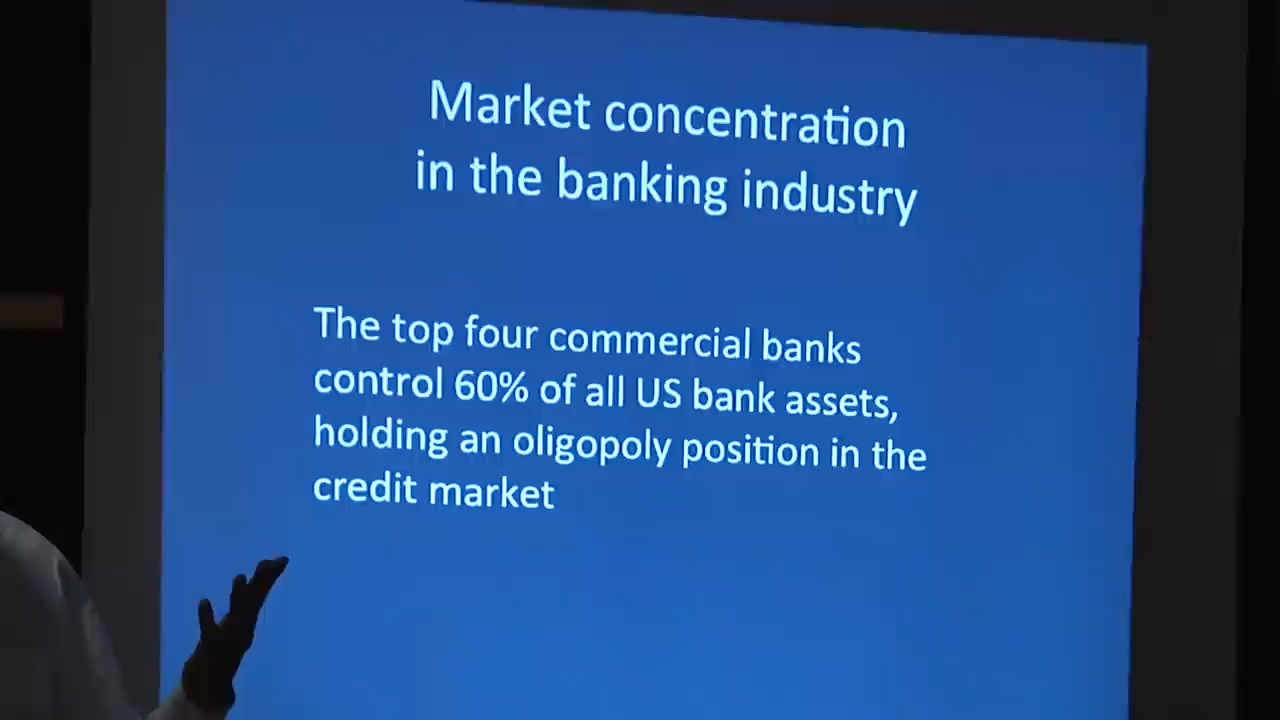 Market concentration
in the banking industry
The top four commercial banks
control 60% of all US bank assets,
holding an oligopoly position in the
credit market